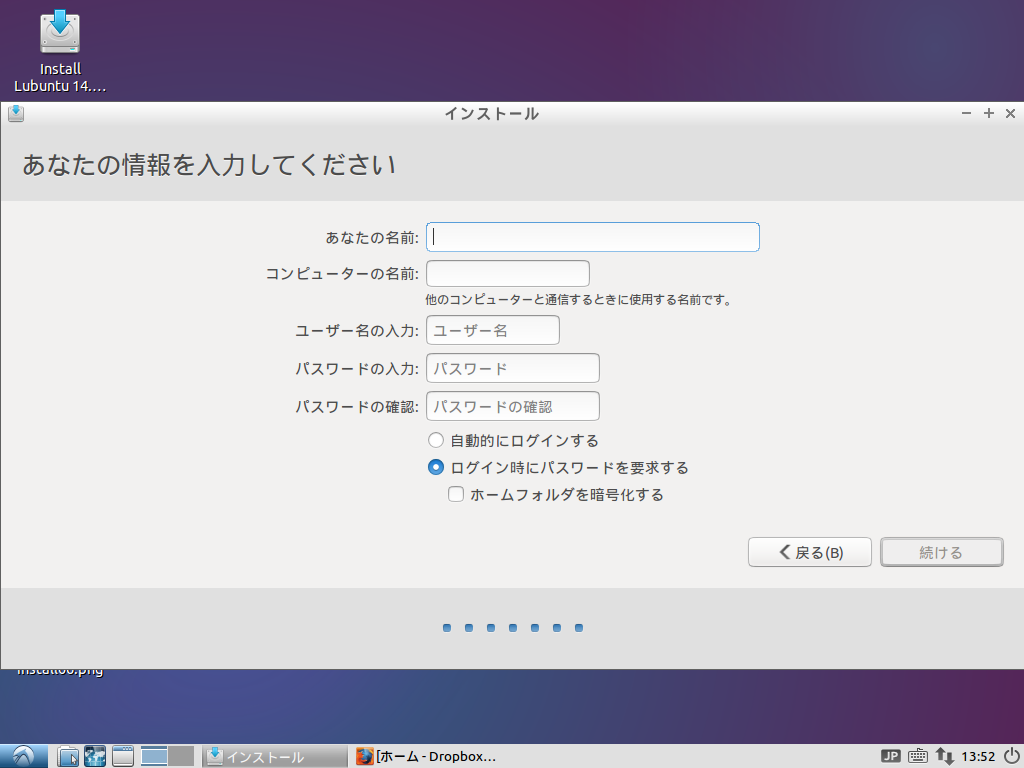 Install
Lubuntu 14....
インストール
あなたの情報を入力してください
あなたの名前:
コンピューターの名前:
他のコンピューターと通信するときに使用する名前です。
ユーザー名の入力: ユーザー名
パスワードの入力: パスワード
パスワードの確認: パスワードの確認
自動的にログインする
ログイン時にパスワードを要求する
ホームフォルダを暗号化する
戻る(B) 続ける
インストール [ホーム - Dropbox... JP 13:52